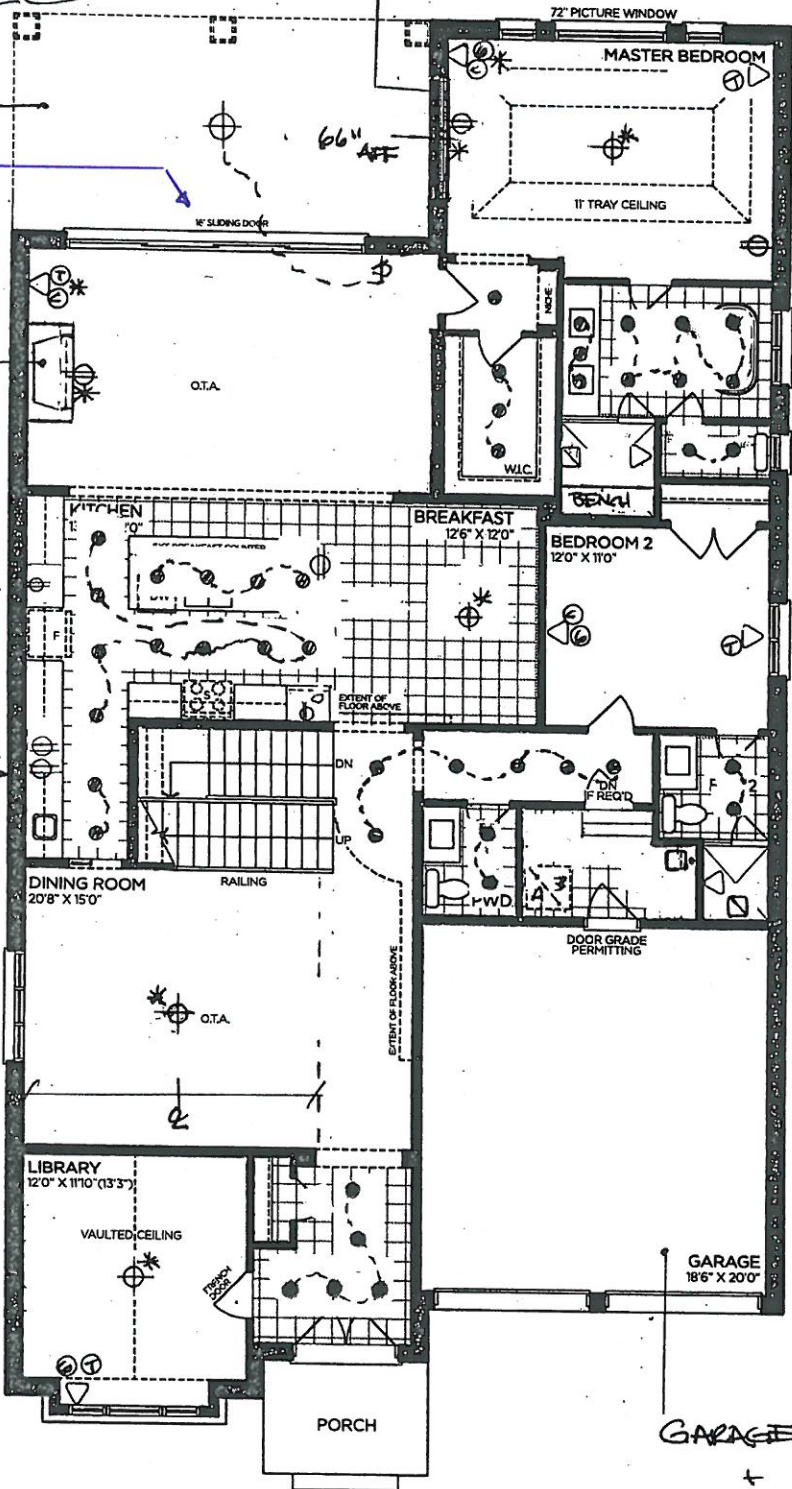 72" PICTURE WINDOW
MASTER BEDROOM
T
66"
AFF
11' TRAY CEILING
16' SLIDING DOOR
T
C
NICHE
O.T.A.
W.I.C.
BENCH
KITCHEN
BREAKFAST
12'6" X 12'0"
BEDROOM 2
12'0" X 11'0"
DW
F
C
T
S
EXTENT OF
FLOOR ABOVE
DN
DN
F REQ'D
UP
RAILING
PWD.
DINING ROOM
20'8" X 15'0"
DOOR GRADE
PERMITTING
O.T.A.
EXTENT OF FLOOR ABOVE
LIBRARY
12'0" X 11'10"(13'3")
VAULTED CEILING
FRENCH
DOOR
GARAGE
18'6" X 20'0"
T
PORCH
GARAGE
+